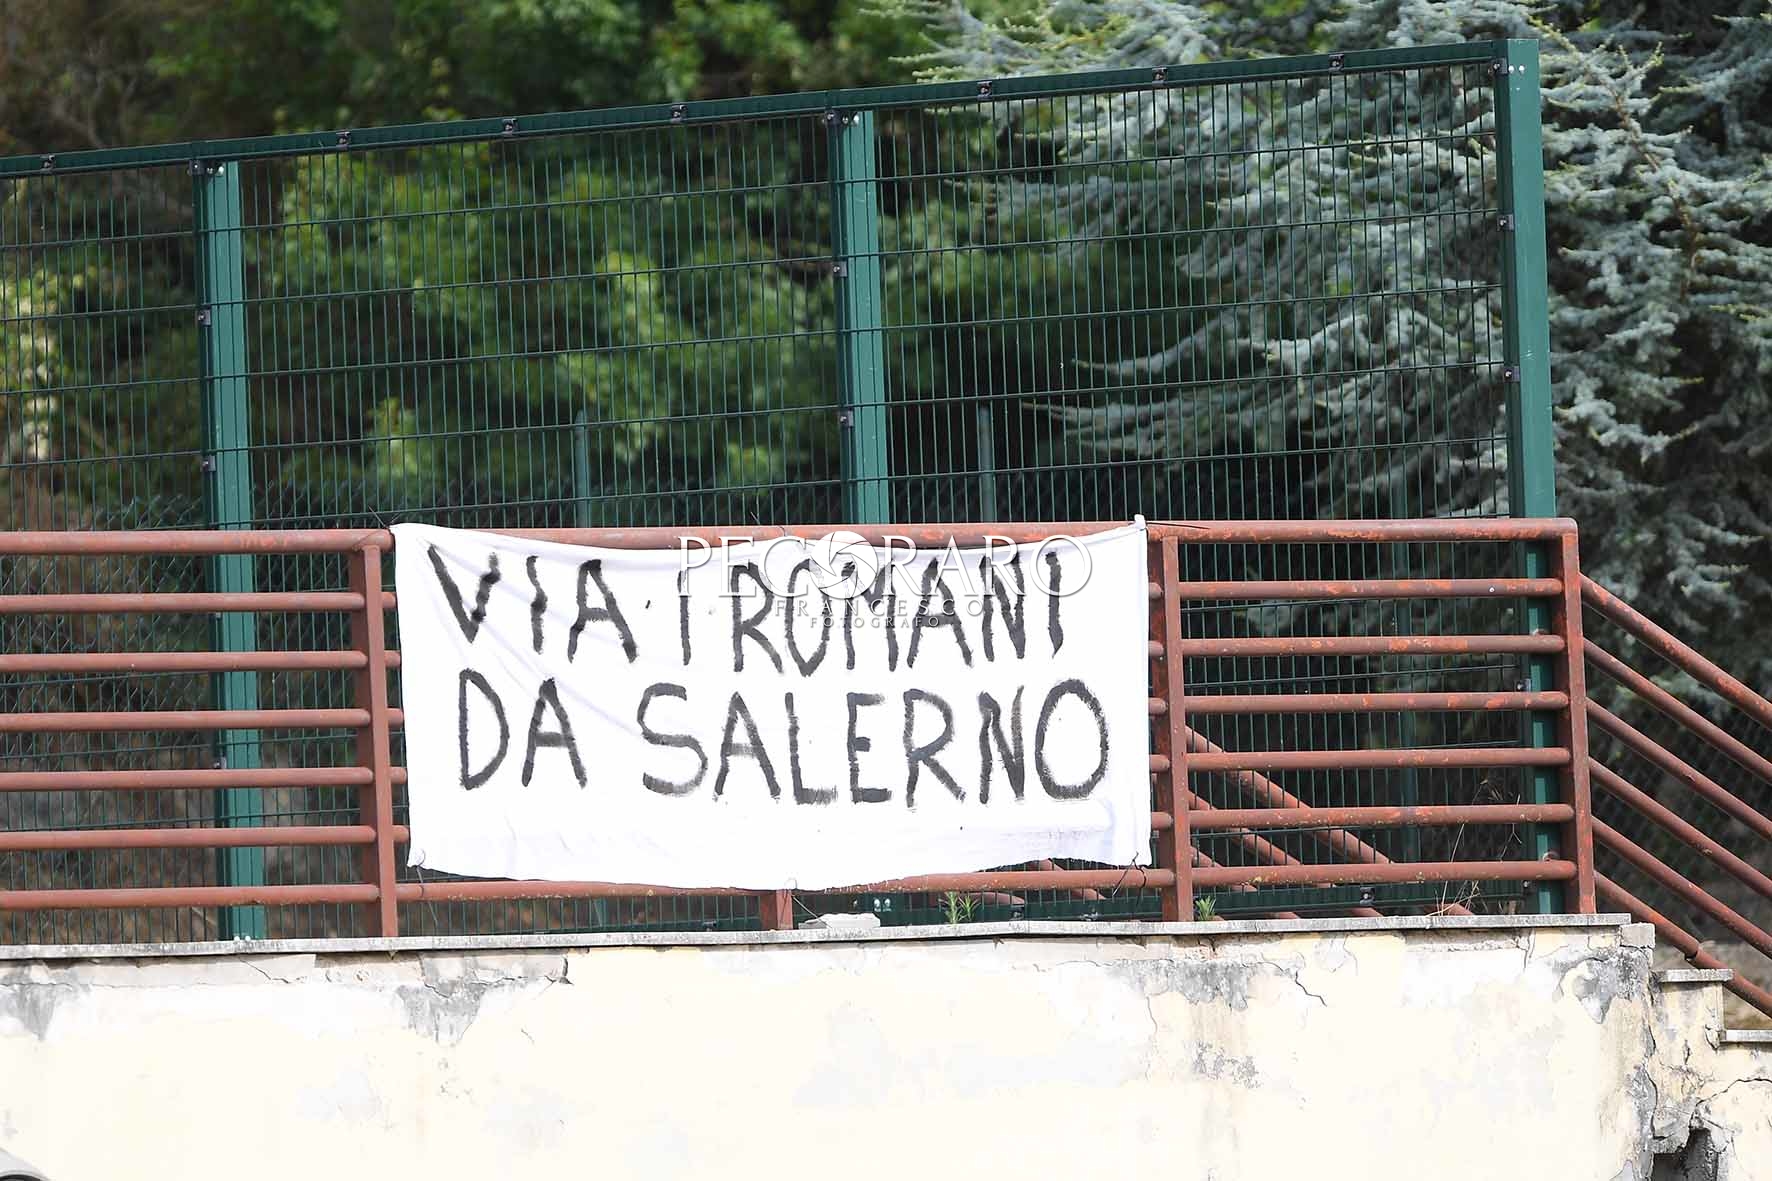 VIA I ROMANI
DA SALERNO
PECORARO
FRANCESCO
FOTOGRAFO